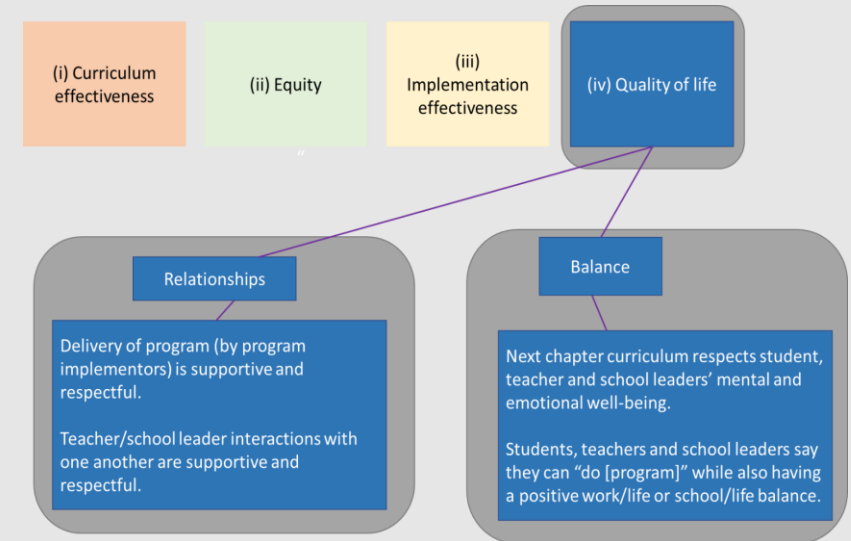 (i) Curriculum
effectiveness
(ii) Equity
(iii)
Implementation
effectiveness
(iv) Quality of life
“
Relationships
Delivery of program (by program
implementors) is supportive and
respectful.
Teacher/school leader interactions with
one another are supportive and
respectful.
Balance
Next chapter curriculum respects student,
teacher and school leaders’ mental and
emotional well-being.
Students, teachers and school leaders say
they can “do [program]” while also having
a positive work/life or school/life balance.